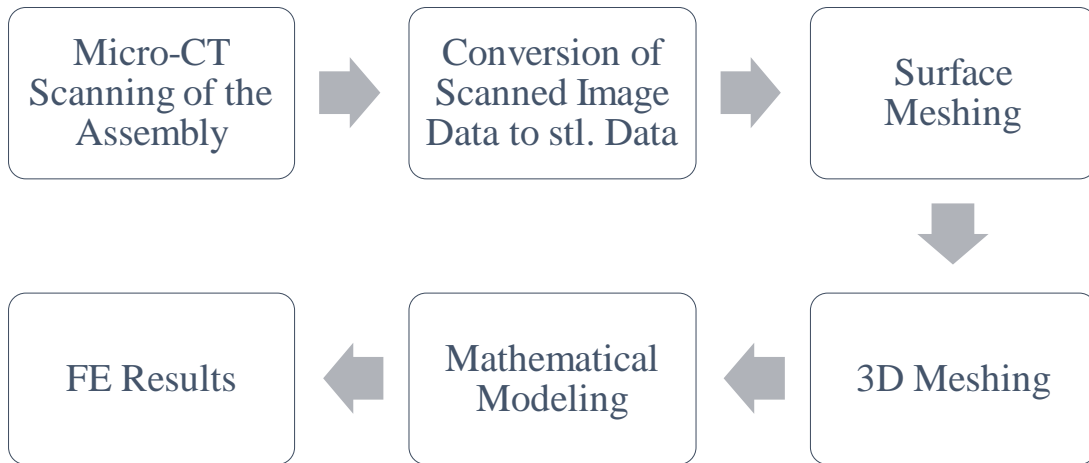 Micro-CT
Scanning of the
Assembly
Conversion of
Scanned Image
Data to stl. Data
Surface
Meshing
3D Meshing
Mathematical
Modeling
FE Results